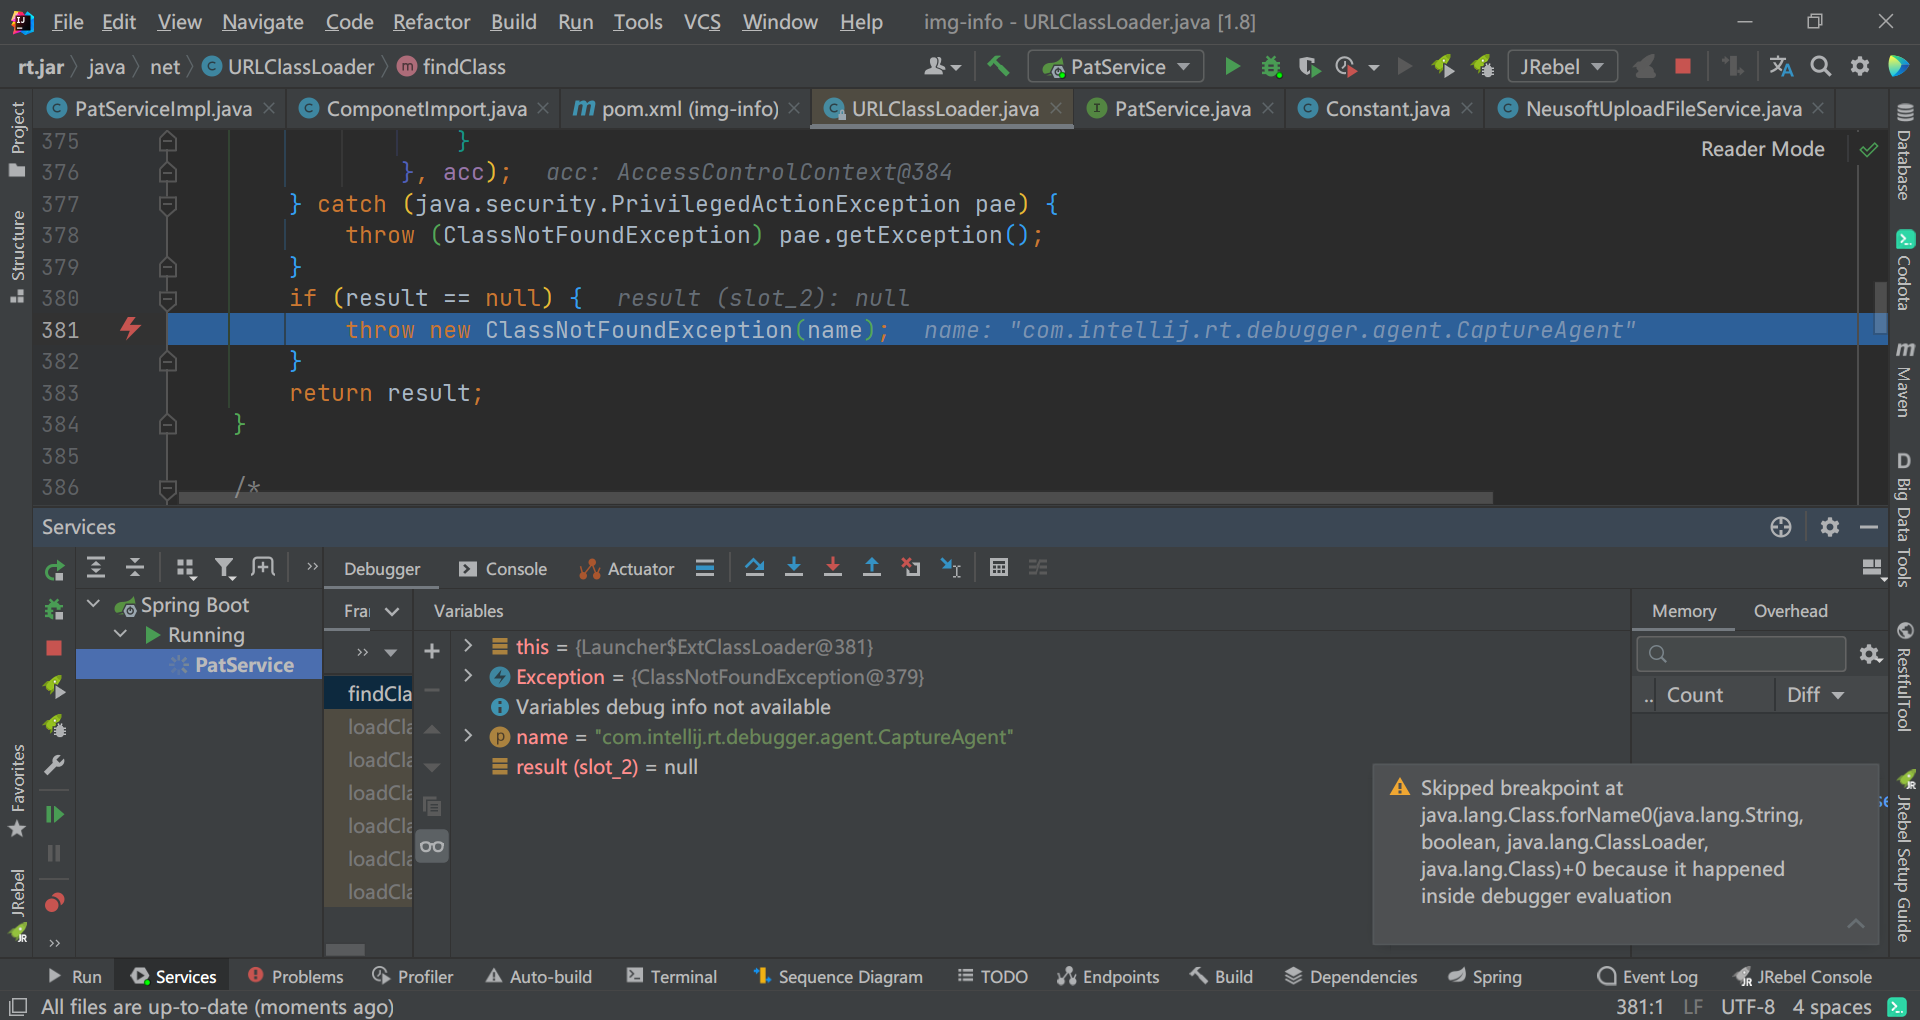 File Edit View Navigate Code Refactor Build Run Tools VCS Window Help img-info - URLClassLoader.java [1.8]
rt.jar java net URLClassLoader findClass PatService JRebel
PatServiceImpl.java ComponetImport.java pom.xml (img-info) URLClassLoader.java PatService.java Constant.java NeusoftUploadFileService.java
Reader Mode
375 }
376 }, acc); acc: AccessControlContext@384
377 } catch (java.security.PrivilegedActionException pae) {
378 throw (ClassNotFoundException) pae.getException();
379 }
380 if (result == null) { result (slot_2): null
381 throw new ClassNotFoundException(name); name: "com.intellij.rt.debugger.agent.CaptureAgent"
382 }
383 return result;
384 }
385
386 /*
Project
Structure
Favorites
JRebel
Database
Codota
Maven
Big Data Tools
RestfulTool
JRebel Setup Guide
Services
Debugger Console Actuator
Spring Boot
Running
PatService
Fra
findCla
loadCla
loadCla
loadCla
loadCla
loadCla
loadCla
Variables
this = {Launcher$ExtClassLoader@381}
Exception = {ClassNotFoundException@379}
Variables debug info not available
name = "com.intellij.rt.debugger.agent.CaptureAgent"
result (slot_2) = null
Memory Overhead
.. Count Diff
Skipped breakpoint at
java.lang.Class.forName0(java.lang.String,
boolean, java.lang.ClassLoader,
java.lang.Class)+0 because it happened
inside debugger evaluation
Run Services Problems Profiler Auto-build Terminal Sequence Diagram TODO Endpoints Build Dependencies Spring Event Log JRebel Console
All files are up-to-date (moments ago) 381:1 LF UTF-8 4 spaces